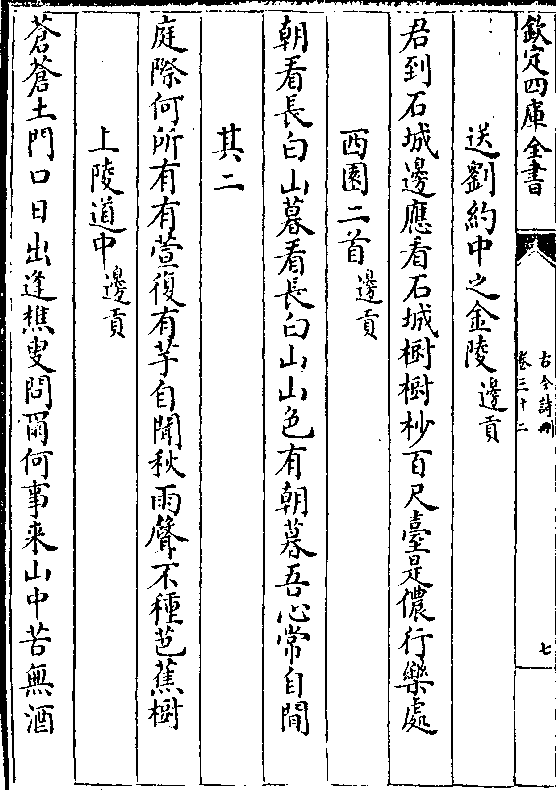 欽定四庫全書
古今詩刪
卷三十二
七
送劉約中之金陵 邊貢
君到石城邊應看石城樹樹杪百尺臺是儂行樂處
西園二首 邊貢
朝看長白山暮看長白山山色有朝暮吾心常自閒
其二
庭際何所有有萱復有芋自聞秋雨聲不種芭蕉樹
上陵道中 邊貢
蒼蒼土門口日出逢樵叟問爾何事来山中苦無酒